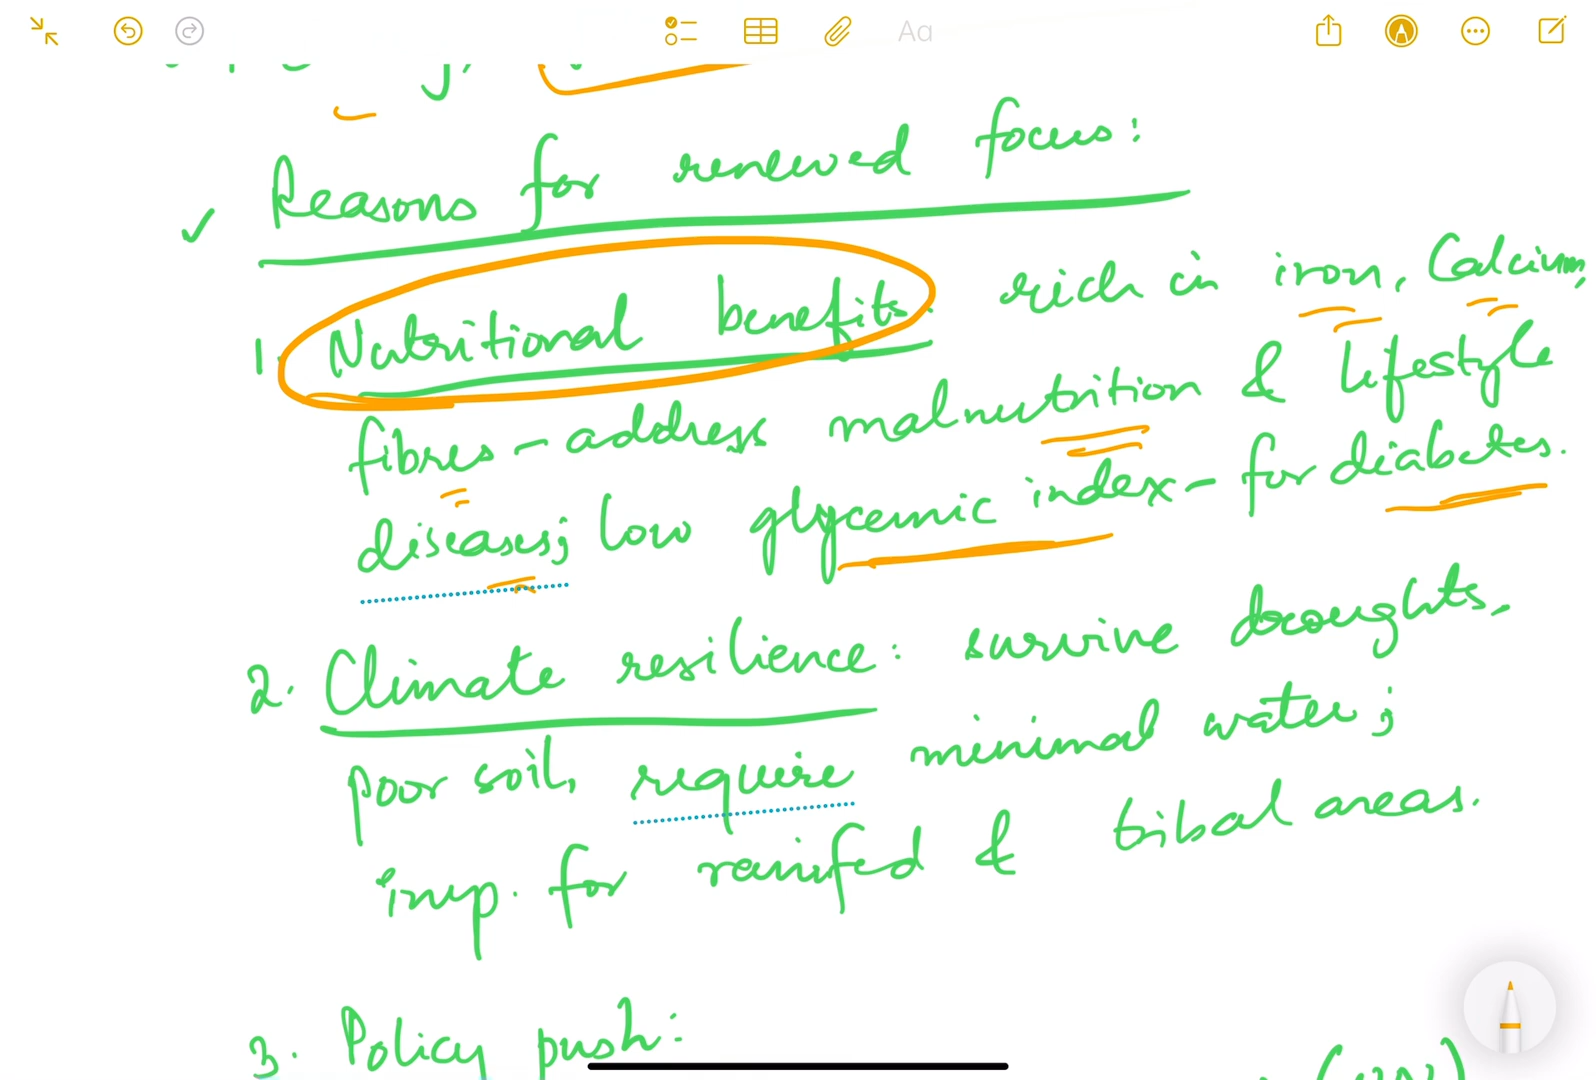 Aa
✓ Reasons for renewed focus:
1. Nutritional benefits: rich in iron, Calcium,
fibres - address malnutrition & lifestyle
diseases; low glycemic index - for diabetes.
2. Climate resilience: survive droughts,
poor soil, require minimal water;
imp. for rainfed & tribal areas.
3. Policy push: